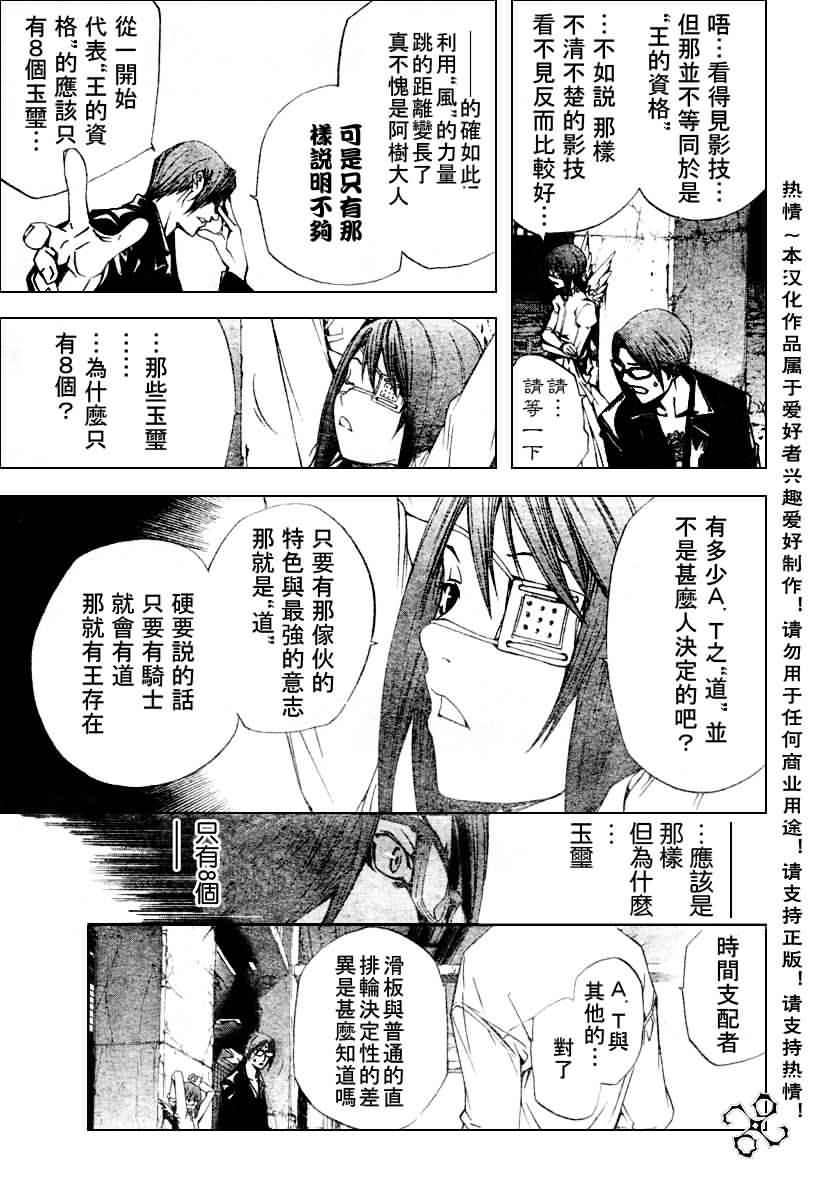 唔…看得見影技…
但那並不等同於是
"王的資格"
…不如說 那樣
不清不楚的影技
看不見反而比較好…
請…
請等一下
——的確如此!
利用"風"的力量
跳的距離變長了
真不愧是阿樹大人
可是只有那
樣説明不夠
從一開始
代表"王的資
格"的應該只
有8個玉璽…
…那些玉璽
……
…為什麼只
有8個?
有多少A．T之"道"並
不是甚麼人決定的吧?
只要有那傢伙的
特色與最強的意志
那就是"道"
硬要説的話
只要有騎士
就會有道
那就有王存在
——
…應該是
那樣
但為什麼
…
玉璽
只有8個
——
時間支配者
A．T與
其他的…
對了
滑板與普通的直
排輪決定性的差
異是甚麼知道嗎
热情~本汉化作品属于爱好者兴趣爱好制作！请勿用于任何商业用途！请支持正版！请支持热情！